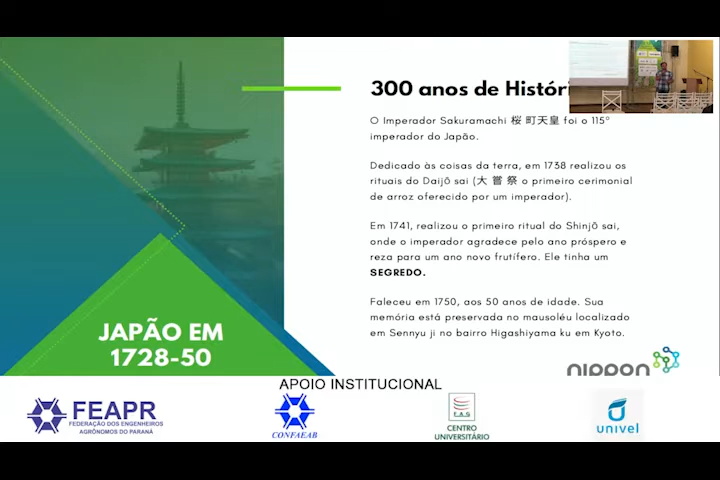 300 anos de Histór
O Imperador Sakuramachi 桜 町天皇 foi o 115º
imperador do Japão.
Dedicado às coisas da terra, em 1738 realizou os
rituais do Daijō sai (大 嘗 祭 o primeiro cerimonial
de arroz oferecido por um imperador).
Em 1741, realizou o primeiro ritual do Shinjō sai,
onde o imperador agradece pelo ano próspero e
reza para um ano novo frutífero. Ele tinha um
SEGREDO.
Faleceu em 1750, aos 50 anos de idade. Sua
memória está preservada no mausoléu localizado
em Sennyu ji no bairro Higashiyama ku em Kyoto.
JAPÃO EM
1728-50
nippon
APOIO INSTITUCIONAL
FEAPR
FEDERAÇÃO DOS ENGENHEIROS
AGRÔNOMOS DO PARANÁ
CONFAEAB
CENTRO
UNIVERSITÁRIO
univel